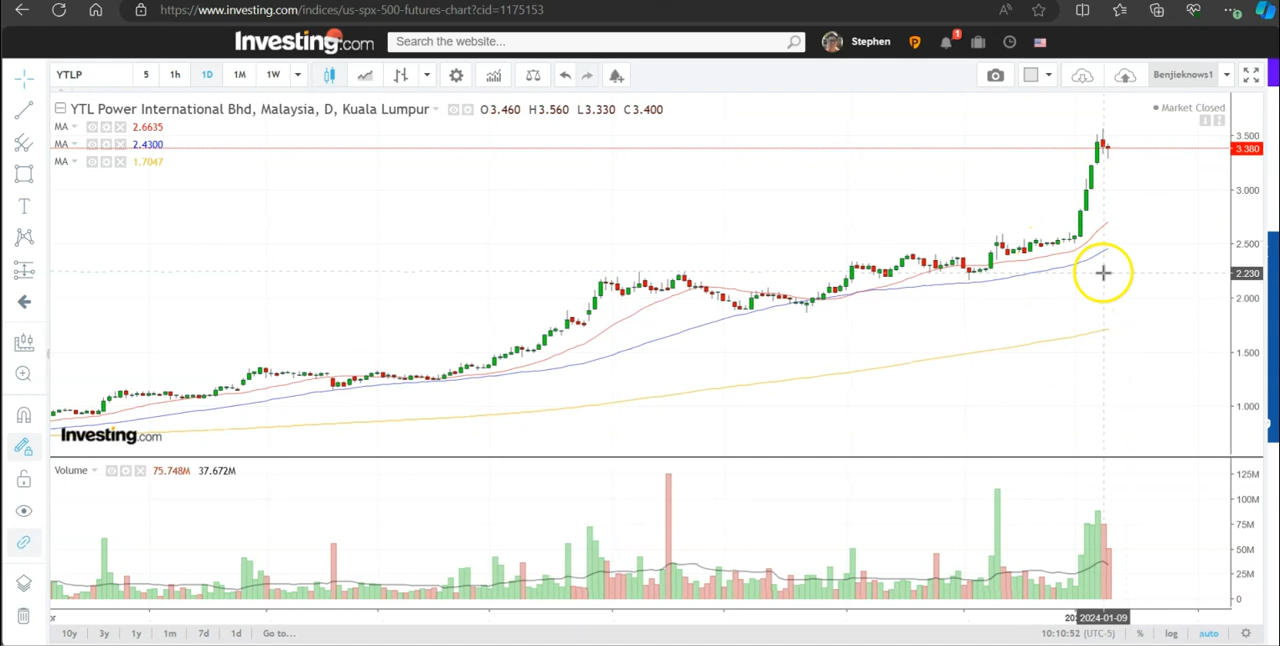 https://www.investing.com/indices/us-spx-500-futures-chart?cid=1175153
Investing.com
Search the website...
Stephen
1
YTLP 5 1h 1D 1M 1W
Benjieknows1
YTL Power International Bhd, Malaysia, D, Kuala Lumpur O3.460 H3.560 L3.330 C3.400
Market Closed
MA 2.6635
MA 2.4300
MA 1.7047
3.500
3.380
3.000
2.500
2.230
2.000
1.500
1.000
Investing.com
Volume 75.748M 37.672M
125M
100M
75M
50M
25M
0
2024-01-09
10y 3y 1y 1m 7d 1d Go to...
10:10:52 (UTC-5) % log auto